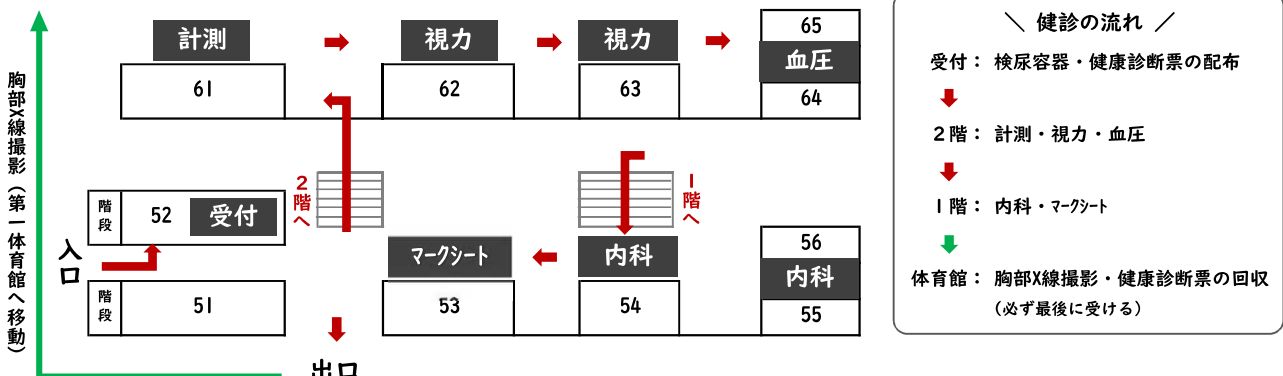 胸部X線撮影(第一体育館へ移動)
計測
視力
視力
65
血圧
61
62
63
64
2階へ
1階へ
階段
52
受付
入口
マークシート
内科
56
内科
階段
51
53
54
55
出口
＼ 健診の流れ ／
受付： 検尿容器・健康診断票の配布
2階： 計測・視力・血圧
1階： 内科・マークシート
体育館： 胸部X線撮影・健康診断票の回収
(必ず最後に受ける)